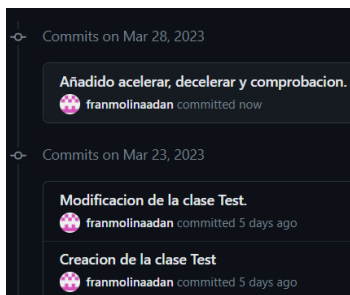 Commits on Mar 28, 2023
Añadido acelerar, decelerar y comprobacion.
franmolinaadan committed now
Commits on Mar 23, 2023
Modificacion de la clase Test.
franmolinaadan committed 5 days ago
Creacion de la clase Test
franmolinaadan committed 5 days ago